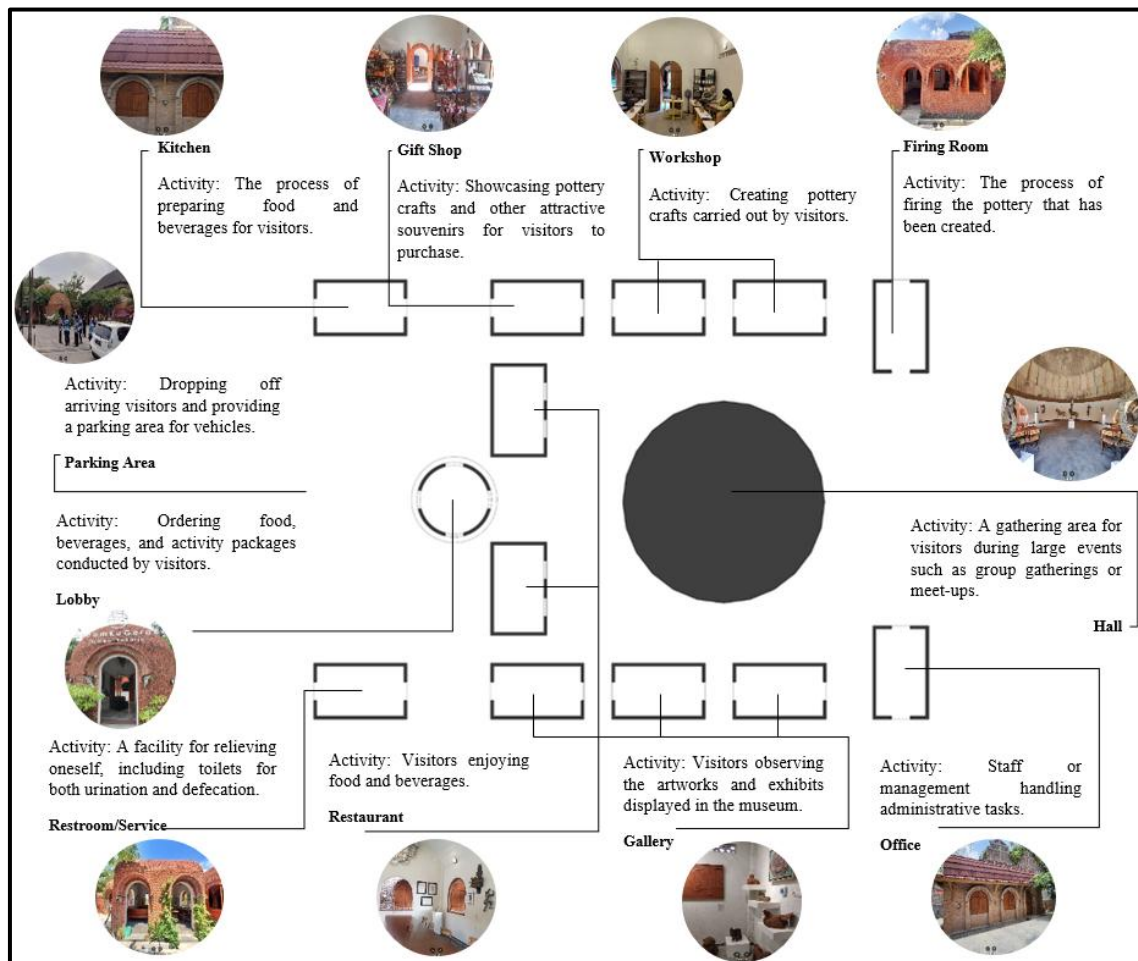 Kitchen
Activity: The process of
preparing food and
beverages for visitors.
Gift Shop
Activity: Showcasing pottery
crafts and other attractive
souvenirs for visitors to
purchase.
Workshop
Activity: Creating pottery
crafts carried out by visitors.
Firing Room
Activity: The process of
firing the pottery that has
been created.
Activity: Dropping off
arriving visitors and providing
a parking area for vehicles.
Parking Area
Activity: Ordering food,
beverages, and activity packages
conducted by visitors.
Lobby
Activity: A gathering area for
visitors during large events
such as group gatherings or
meet-ups.
Hall
Activity: A facility for relieving
oneself, including toilets for
both urination and defecation.
Restroom/Service
Activity: Visitors enjoying
food and beverages.
Restaurant
Activity: Visitors observing
the artworks and exhibits
displayed in the museum.
Gallery
Activity: Staff or
management handling
administrative tasks.
Office